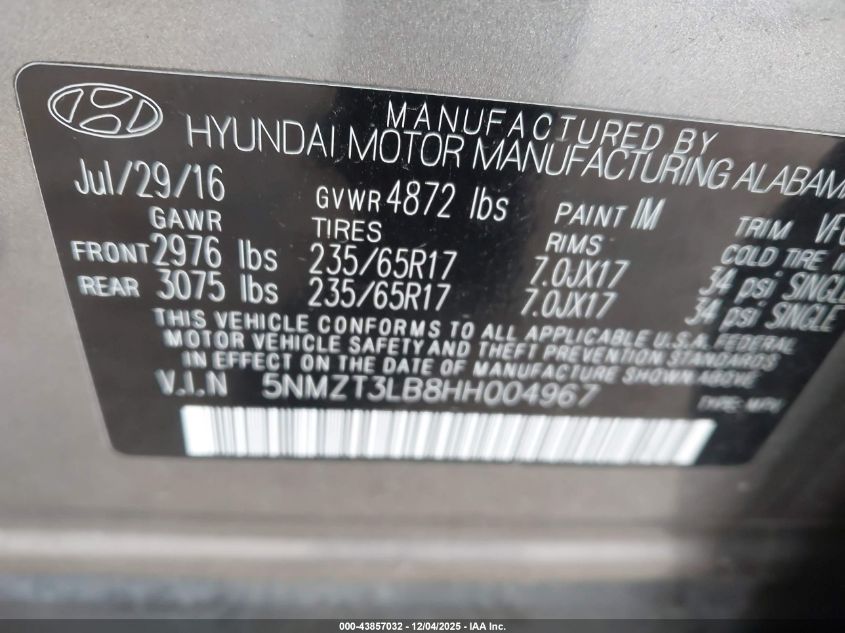 MANUFACTURED BY
HYUNDAI MOTOR MANUFACTURING ALABAMA
Jul/29/16 GVWR 4872 lbs PAINT IM TRIM
GAWR TIRES RIMS COLD TIRE
FRONT 2976 lbs 235/65R17 7.0JX17 34 psi SINGLE
REAR 3075 lbs 235/65R17 7.0JX17 34 psi SINGLE
THIS VEHICLE CONFORMS TO ALL APPLICABLE U.S.A. FEDERAL
MOTOR VEHICLE SAFETY AND THEFT PREVENTION STANDARDS
IN EFFECT ON THE DATE OF MANUFACTURE SHOWN ABOVE.
V.I.N 5NMZT3LB8HH004967 TYPE: MPV
000-43857032 - 12/04/2025 - IAA Inc.